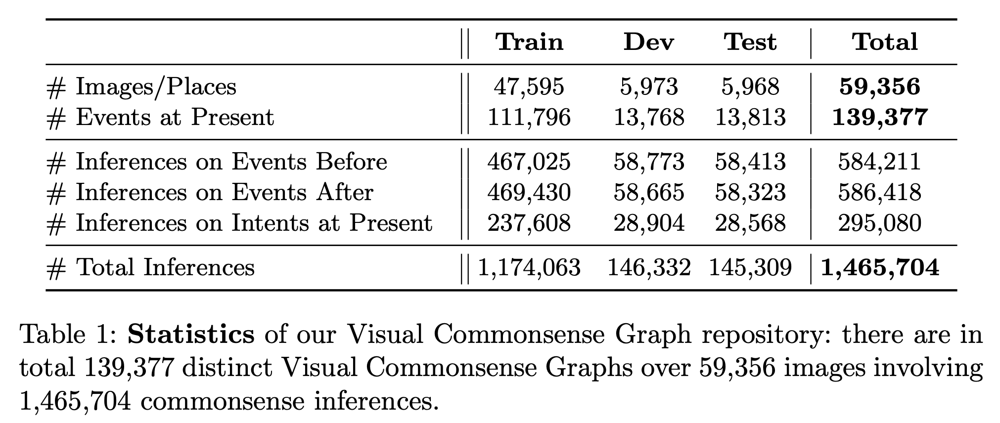 Train Dev Test Total
# Images/Places 47,595 5,973 5,968 59,356
# Events at Present 111,796 13,768 13,813 139,377
# Inferences on Events Before 467,025 58,773 58,413 584,211
# Inferences on Events After 469,430 58,665 58,323 586,418
# Inferences on Intents at Present 237,608 28,904 28,568 295,080
# Total Inferences 1,174,063 146,332 145,309 1,465,704
Table 1: Statistics of our Visual Commonsense Graph repository: there are in
total 139,377 distinct Visual Commonsense Graphs over 59,356 images involving
1,465,704 commonsense inferences.